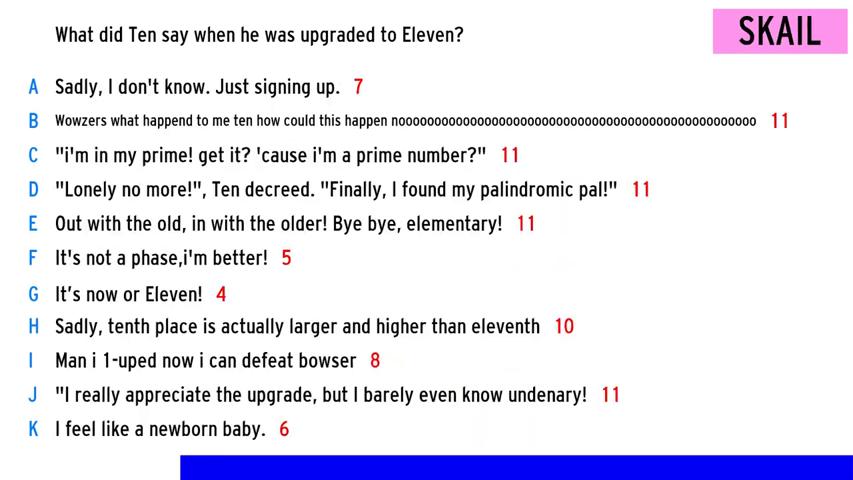 What did Ten say when he was upgraded to Eleven?
SKAIL
A Sadly, I don't know. Just signing up. 7
B Wowzers what happend to me ten how could this happen nooooooooooooooooooooooooooooooooooooooooooooooooooo 11
C "i'm in my prime! get it? 'cause i'm a prime number?" 11
D "Lonely no more!", Ten decreed. "Finally, I found my palindromic pal!" 11
E Out with the old, in with the older! Bye bye, elementary! 11
F It's not a phase,i'm better! 5
G It’s now or Eleven! 4
H Sadly, tenth place is actually larger and higher than eleventh 10
I Man i 1-uped now i can defeat bowser 8
J "I really appreciate the upgrade, but I barely even know undenary! 11
K I feel like a newborn baby. 6